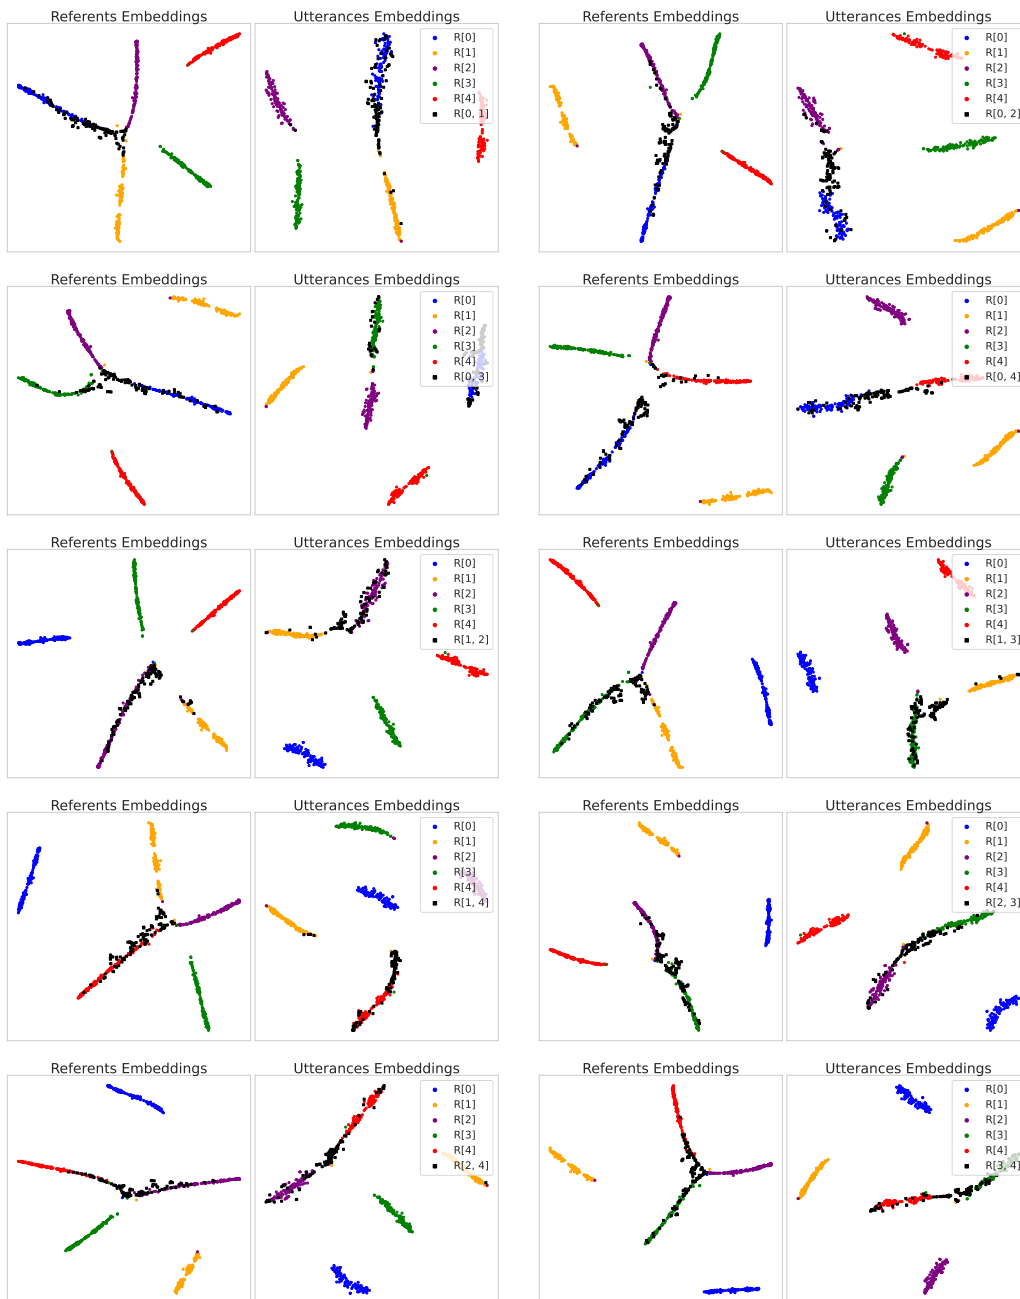 Referents Embeddings
Utterances Embeddings
R[0]
R[1]
R[2]
R[3]
R[4]
R[0, 1]
Referents Embeddings
Utterances Embeddings
R[0]
R[1]
R[2]
R[3]
R[4]
R[0, 2]
Referents Embeddings
Utterances Embeddings
R[0]
R[1]
R[2]
R[3]
R[4]
R[0, 3]
Referents Embeddings
Utterances Embeddings
R[0]
R[1]
R[2]
R[3]
R[4]
R[0, 4]
Referents Embeddings
Utterances Embeddings
R[0]
R[1]
R[2]
R[3]
R[4]
R[1, 2]
Referents Embeddings
Utterances Embeddings
R[0]
R[1]
R[2]
R[3]
R[4]
R[1, 3]
Referents Embeddings
Utterances Embeddings
R[0]
R[1]
R[2]
R[3]
R[4]
R[1, 4]
Referents Embeddings
Utterances Embeddings
R[0]
R[1]
R[2]
R[3]
R[4]
R[2, 3]
Referents Embeddings
Utterances Embeddings
R[0]
R[1]
R[2]
R[3]
R[4]
R[2, 4]
Referents Embeddings
Utterances Embeddings
R[0]
R[1]
R[2]
R[3]
R[4]
R[3, 4]